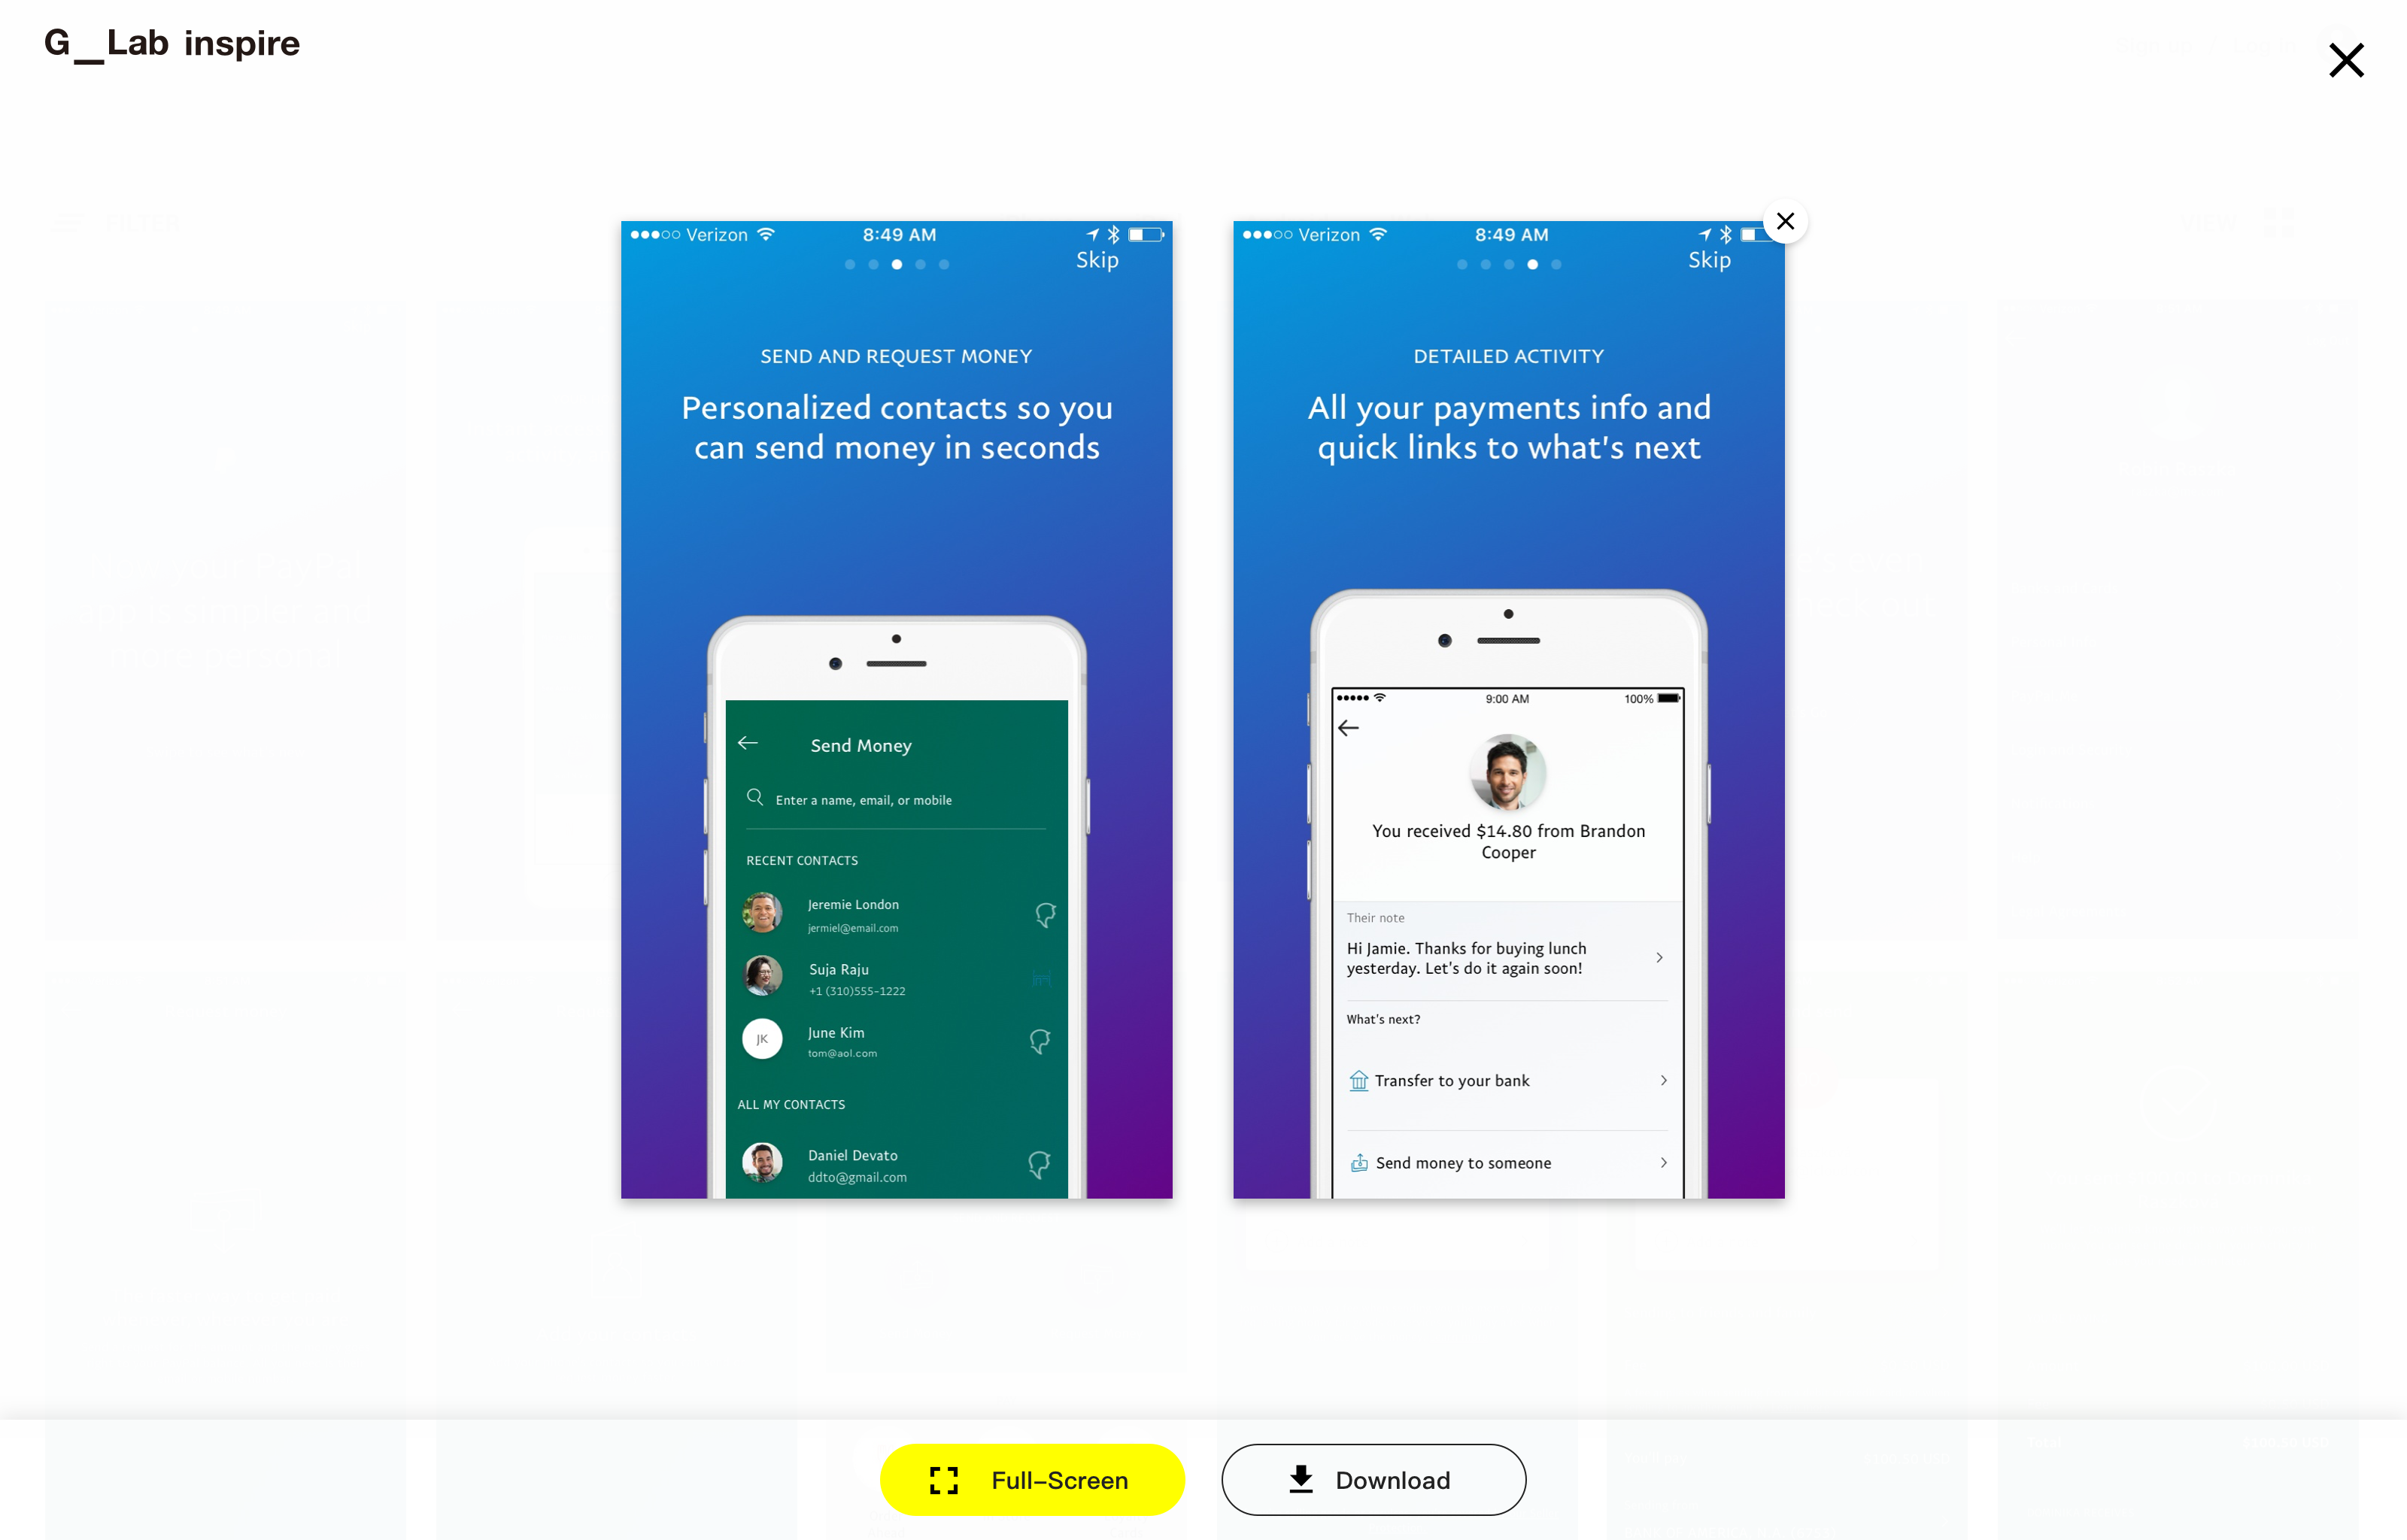 G_Lab inspire
Verizon 8:49 AM
Skip
SEND AND REQUEST MONEY
Personalized contacts so you
can send money in seconds
Send Money
Enter a name, email, or mobile
RECENT CONTACTS
Jeremie London
jermiel@email.com
Suja Raju
+1 (310)555-1222
June Kim
JK
tom@aol.com
ALL MY CONTACTS
Daniel Devato
ddto@gmail.com
Verizon 8:49 AM
Skip
DETAILED ACTIVITY
All your payments info and
quick links to what's next
9:00 AM 100%
You received $14.80 from Brandon
Cooper
Their note
Hi Jamie. Thanks for buying lunch
yesterday. Let's do it again soon!
What's next?
Transfer to your bank
Send money to someone
Full-Screen
Download